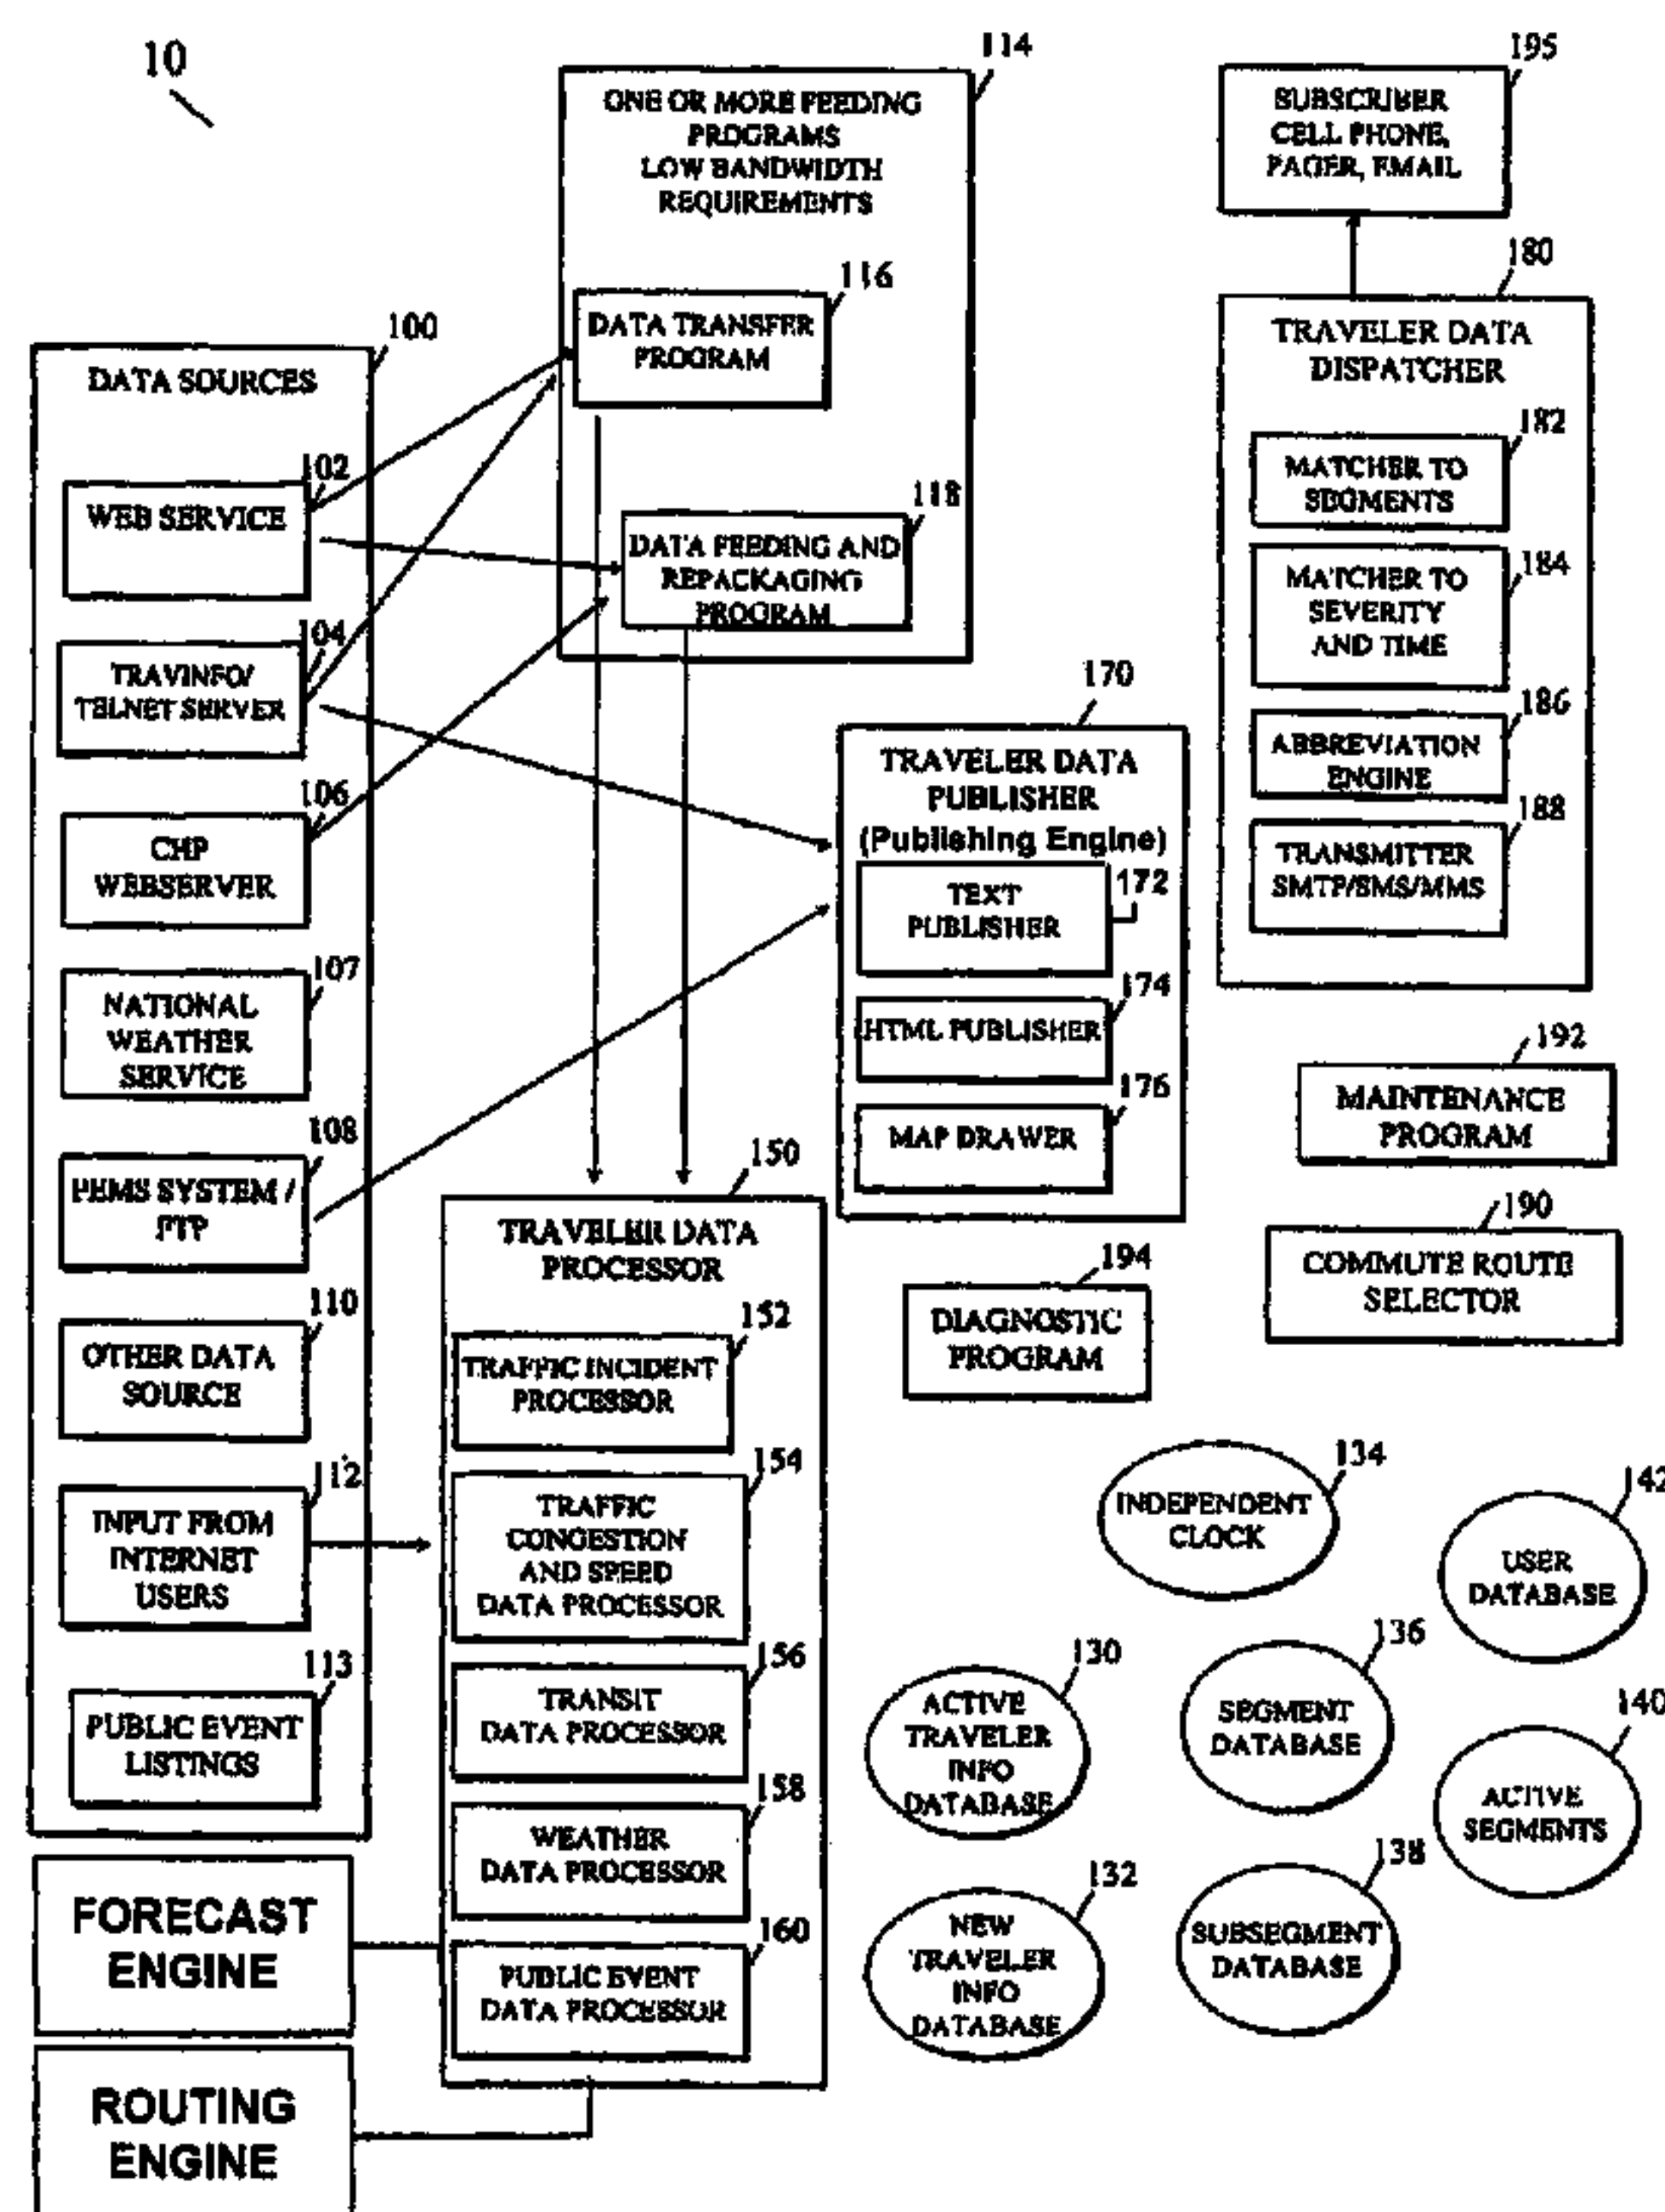 10
114
ONE OR MORE FEEDING
PROGRAMS
LOW BANDWIDTH
REQUIREMENTS
116
DATA TRANSFER
PROGRAM
118
DATA FEEDING AND
REPACKAGING
PROGRAM
195
SUBSCRIBER
CELL PHONE,
PAGER, EMAIL
180
TRAVELER DATA
DISPATCHER
182
MATCHER TO
SEGMENTS
184
MATCHER TO
SEVERITY
AND TIME
186
ABBREVIATION
ENGINE
188
TRANSMITTER
SMTP/SMS/MMS
100
DATA SOURCES
102
WEB SERVICE
104
TRAVINFO/
TELNET SERVER
106
CHP
WEBSERVER
107
NATIONAL
WEATHER
SERVICE
108
PEMS SYSTEM /
FTP
110
OTHER DATA
SOURCE
112
INPUT FROM
INTERNET
USERS
113
PUBLIC EVENT
LISTINGS
170
TRAVELER DATA
PUBLISHER
(Publishing Engine)
172
TEXT
PUBLISHER
174
HTML PUBLISHER
176
MAP DRAWER
192
MAINTENANCE
PROGRAM
190
COMMUTE ROUTE
SELECTOR
194
DIAGNOSTIC
PROGRAM
150
TRAVELER DATA
PROCESSOR
152
TRAFFIC INCIDENT
PROCESSOR
154
TRAFFIC
CONGESTION
AND SPEED
DATA PROCESSOR
156
TRANSIT
DATA PROCESSOR
158
WEATHER
DATA PROCESSOR
160
PUBLIC EVENT
DATA PROCESSOR
134
INDEPENDENT
CLOCK
142
USER
DATABASE
130
ACTIVE
TRAVELER
INFO
DATABASE
136
SEGMENT
DATABASE
140
ACTIVE
SEGMENTS
132
NEW
TRAVELER
INFO
DATABASE
138
SUBSEGMENT
DATABASE
FORECAST
ENGINE
ROUTING
ENGINE